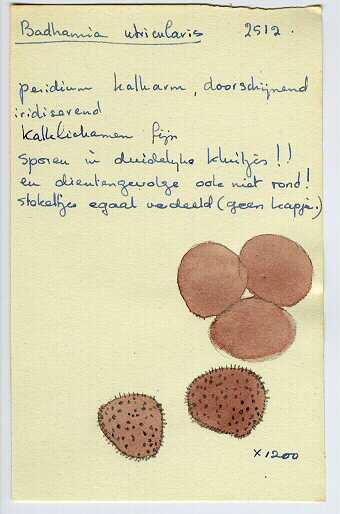 Badhamia utricularis 2512.
peridium kalkarm, doorschijnend
iridiserend
kalklichamen fijn
sporen in duidelijke kluitjes!!
en dientengevolge ook niet rond!
stekeltjes egaal verdeeld (geen kapje.)
x1200